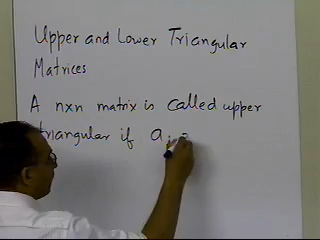 Upper and Lower Triangular
Matrices
A nxn matrix is called upper
triangular if a